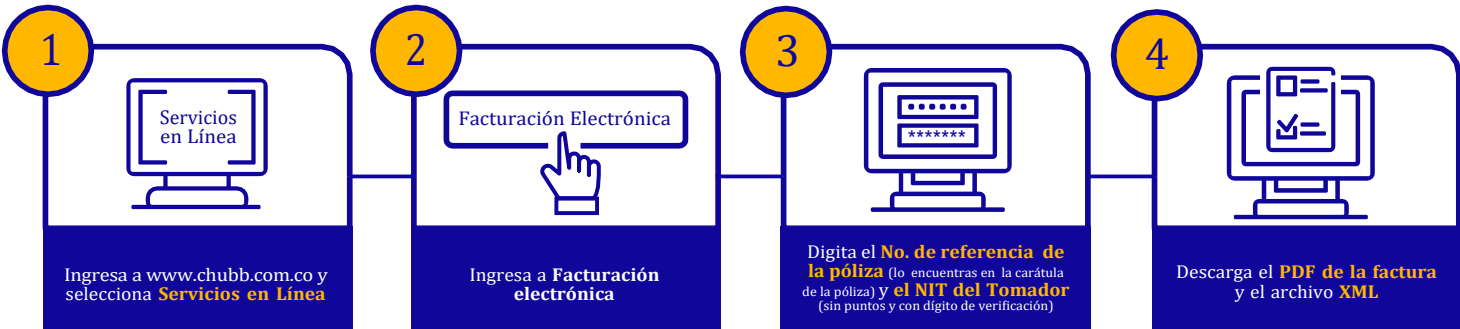 1
Servicios
en Línea
Ingresa a www.chubb.com.co y
selecciona Servicios en Línea
2
Facturación Electrónica
Ingresa a Facturación
electrónica
3
*******
Digita el No. de referencia de
la póliza (lo encuentras en la carátula
de la póliza) y el NIT del Tomador
(sin puntos y con dígito de verificación)
4
Descarga el PDF de la factura
y el archivo XML